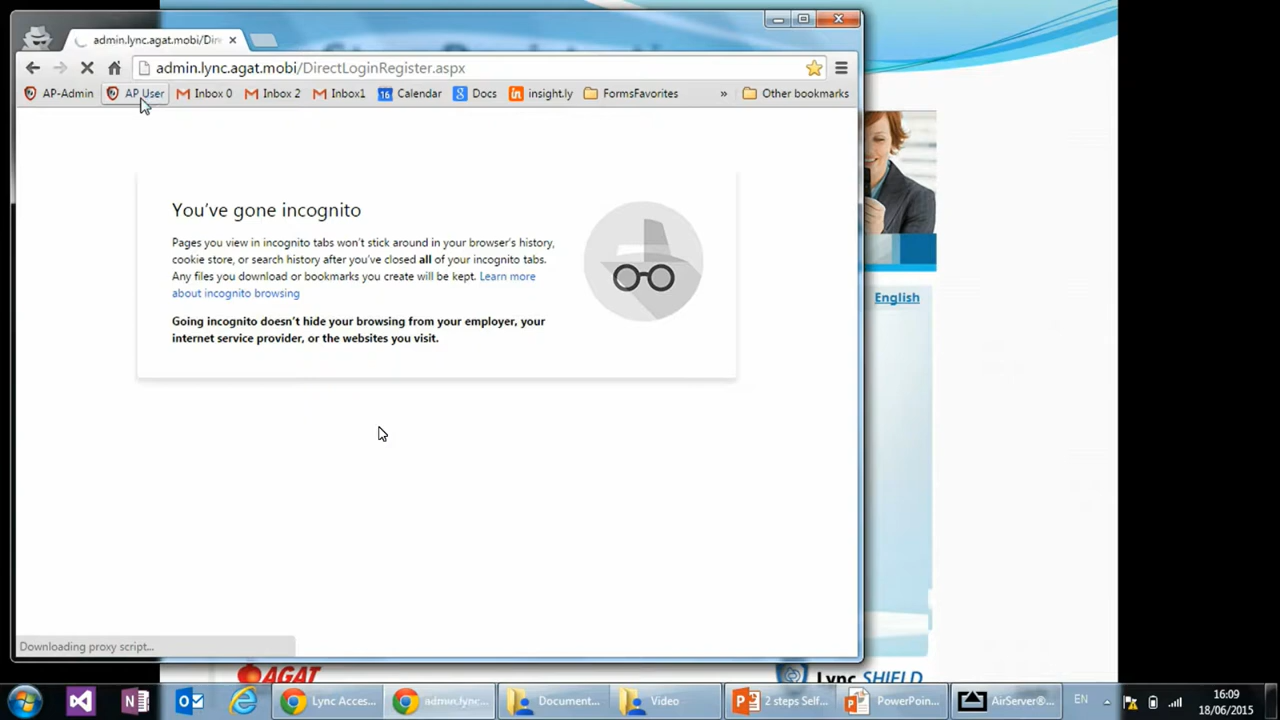 admin.lync.agat.mobi/Dir
admin.lync.agat.mobi/DirectLoginRegister.aspx
AP-Admin AP User Inbox 0 Inbox 2 Inbox1 16 Calendar 8 Docs in insight.ly FormsFavorites » Other bookmarks
You've gone incognito
Pages you view in incognito tabs won't stick around in your browser's history,
cookie store, or search history after you've closed all of your incognito tabs.
Any files you download or bookmarks you create will be kept. Learn more
about incognito browsing
Going incognito doesn't hide your browsing from your employer, your
internet service provider, or the websites you visit.
English
Downloading proxy script...
AGAT
Lync SHIELD
Lync Acces... admin.lync... Document... Video 2 steps Self... PowerPoin... AirServer®... EN
16:09
18/06/2015